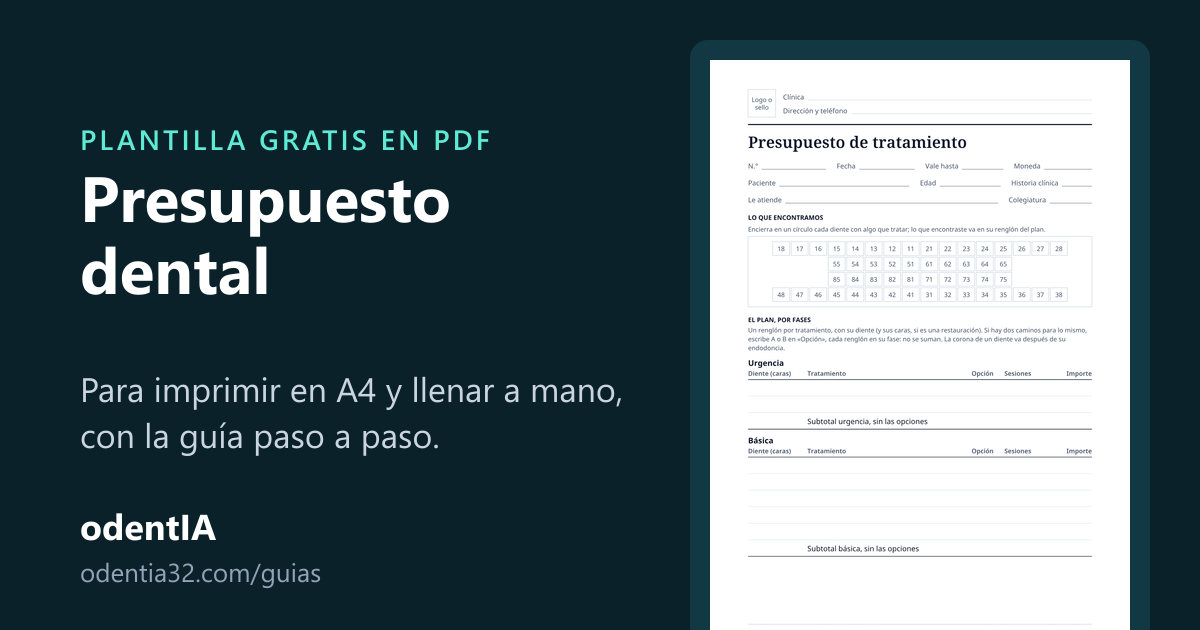 PLANTILLA GRATIS EN PDF
Presupuesto
dental
Para imprimir en A4 y llenar a mano,
con la guía paso a paso.
odentIA
odentia32.com/guias
Logo o
sello
Clínica
Dirección y teléfono
Presupuesto de tratamiento
N.° Fecha Vale hasta Moneda
Paciente Edad Historia clínica
Le atiende Colegiatura
LO QUE ENCONTRAMOS
Encierra en un círculo cada diente con algo que tratar; lo que encontraste va en su renglón del plan.
18 17 16 15 14 13 12 11 21 22 23 24 25 26 27 28
55 54 53 52 51 61 62 63 64 65
85 84 83 82 81 71 72 73 74 75
48 47 46 45 44 43 42 41 31 32 33 34 35 36 37 38
EL PLAN, POR FASES
Un renglón por tratamiento, con su diente (y sus caras, si es una restauración). Si hay dos caminos para lo mismo,
escribe A o B en «Opción», cada renglón en su fase: no se suman. La corona de un diente va después de su
endodoncia.
Urgencia
Diente (caras) Tratamiento Opción Sesiones Importe
Subtotal urgencia, sin las opciones
Básica
Diente (caras) Tratamiento Opción Sesiones Importe
Subtotal básica, sin las opciones